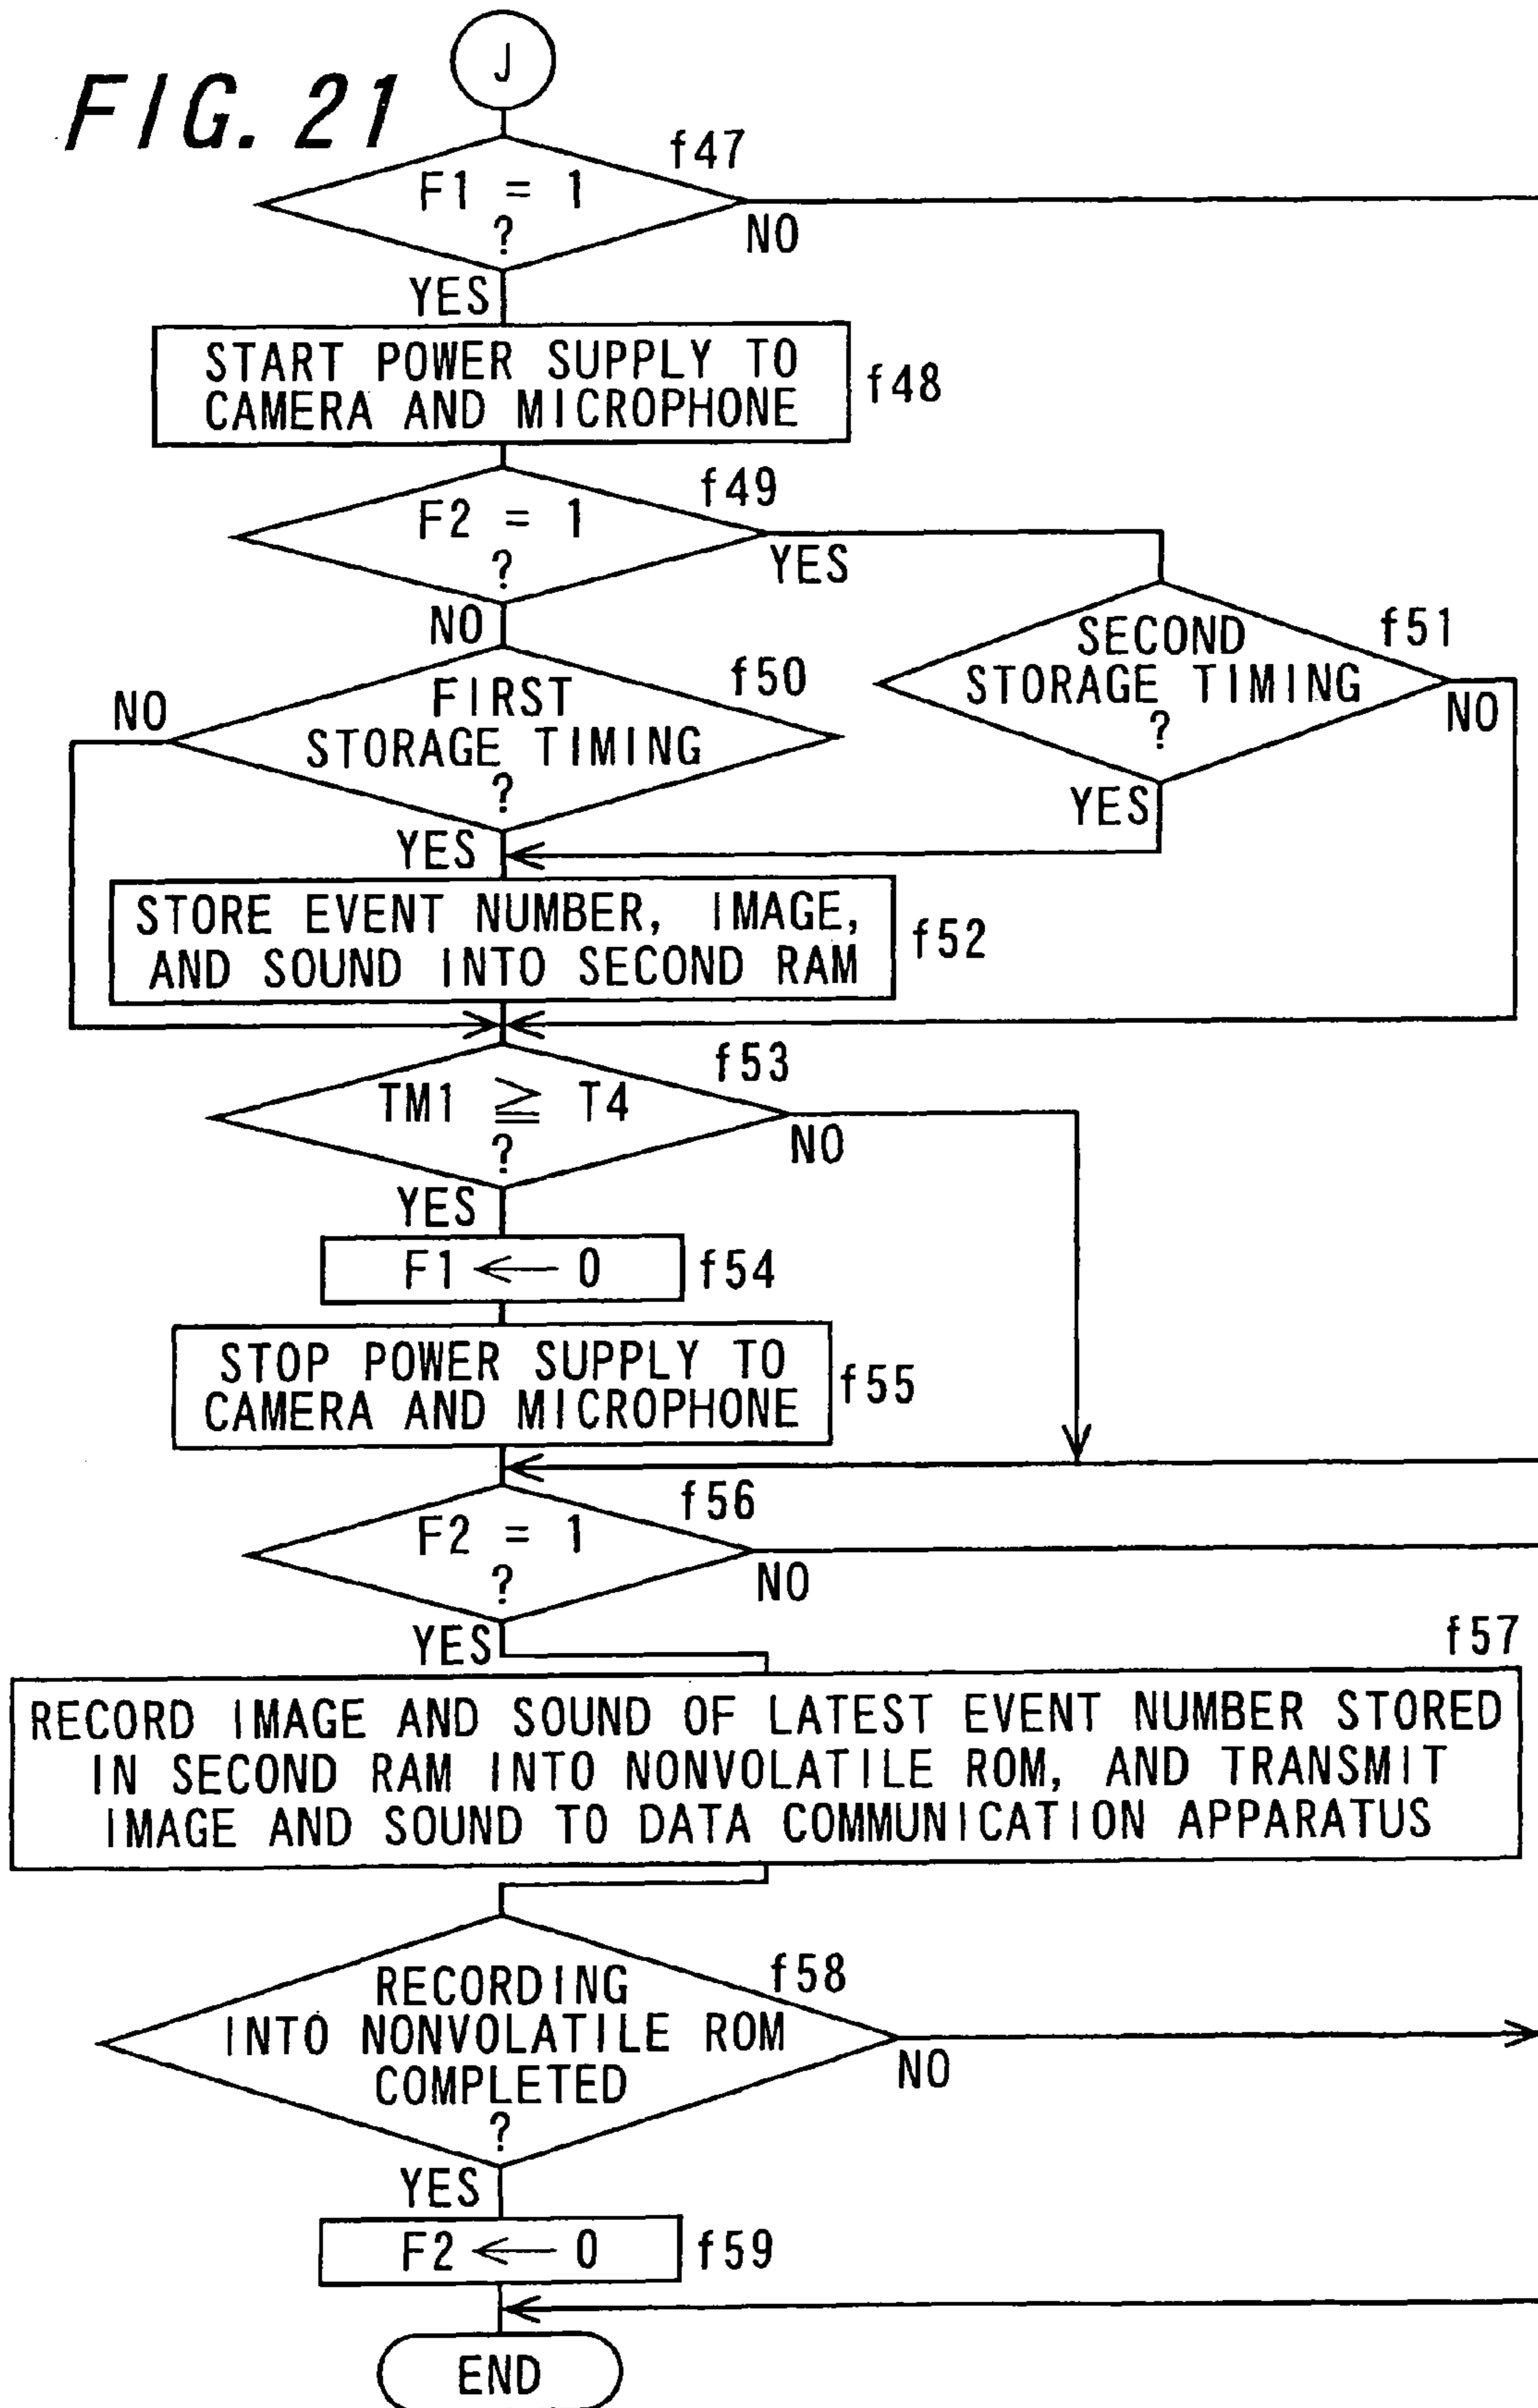 FIG. 21
J
f47
F1 = 1
?
NO
YES
START POWER SUPPLY TO
CAMERA AND MICROPHONE
f48
f49
F2 = 1
?
YES
NO
f50
FIRST
STORAGE TIMING
?
NO
YES
f51
SECOND
STORAGE TIMING
?
NO
YES
STORE EVENT NUMBER, IMAGE,
AND SOUND INTO SECOND RAM
f52
f53
TM1 ≧ T4
?
NO
YES
F1 ← 0
f54
STOP POWER SUPPLY TO
CAMERA AND MICROPHONE
f55
f56
F2 = 1
?
NO
YES
f57
RECORD IMAGE AND SOUND OF LATEST EVENT NUMBER STORED
IN SECOND RAM INTO NONVOLATILE ROM, AND TRANSMIT
IMAGE AND SOUND TO DATA COMMUNICATION APPARATUS
f58
RECORDING
INTO NONVOLATILE ROM
COMPLETED
?
NO
YES
F2 ← 0
f59
END